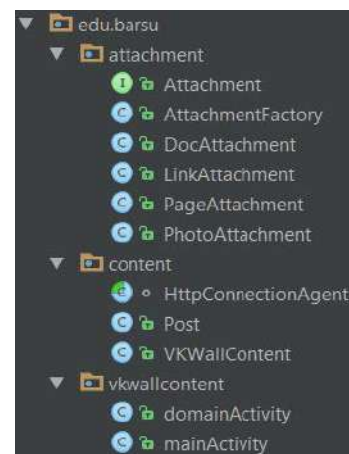 edu.barsu
attachment
Attachment
AttachmentFactory
DocAttachment
LinkAttachment
PageAttachment
PhotoAttachment
content
HttpConnectionAgent
Post
VKWallContent
vkwallcontent
domainActivity
mainActivity